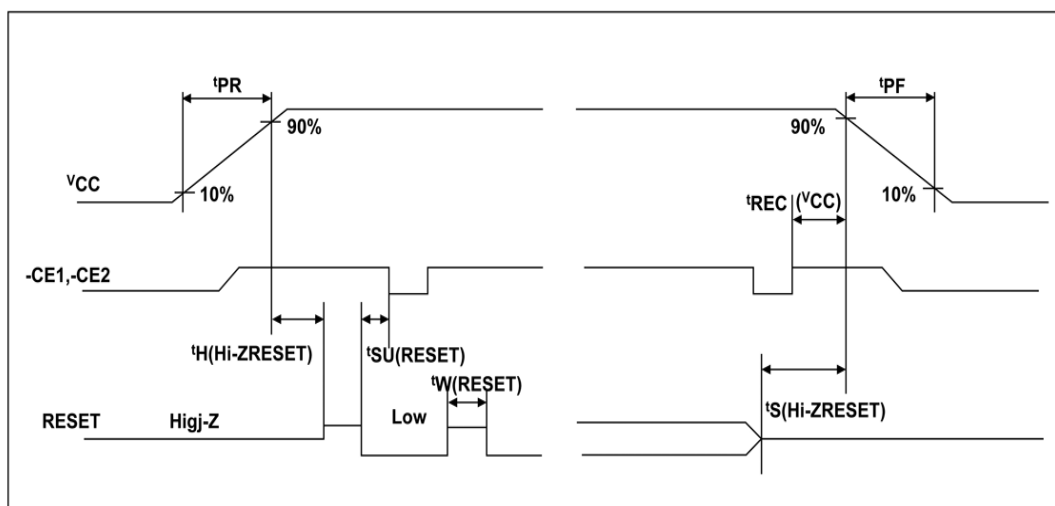 tPR
tPF
90%
90%
VCC
10%
10%
tREC (VCC)
-CE1,-CE2
tH(Hi-ZRESET)
tSU(RESET)
tW(RESET)
tS(Hi-ZRESET)
RESET
Higj-Z
Low